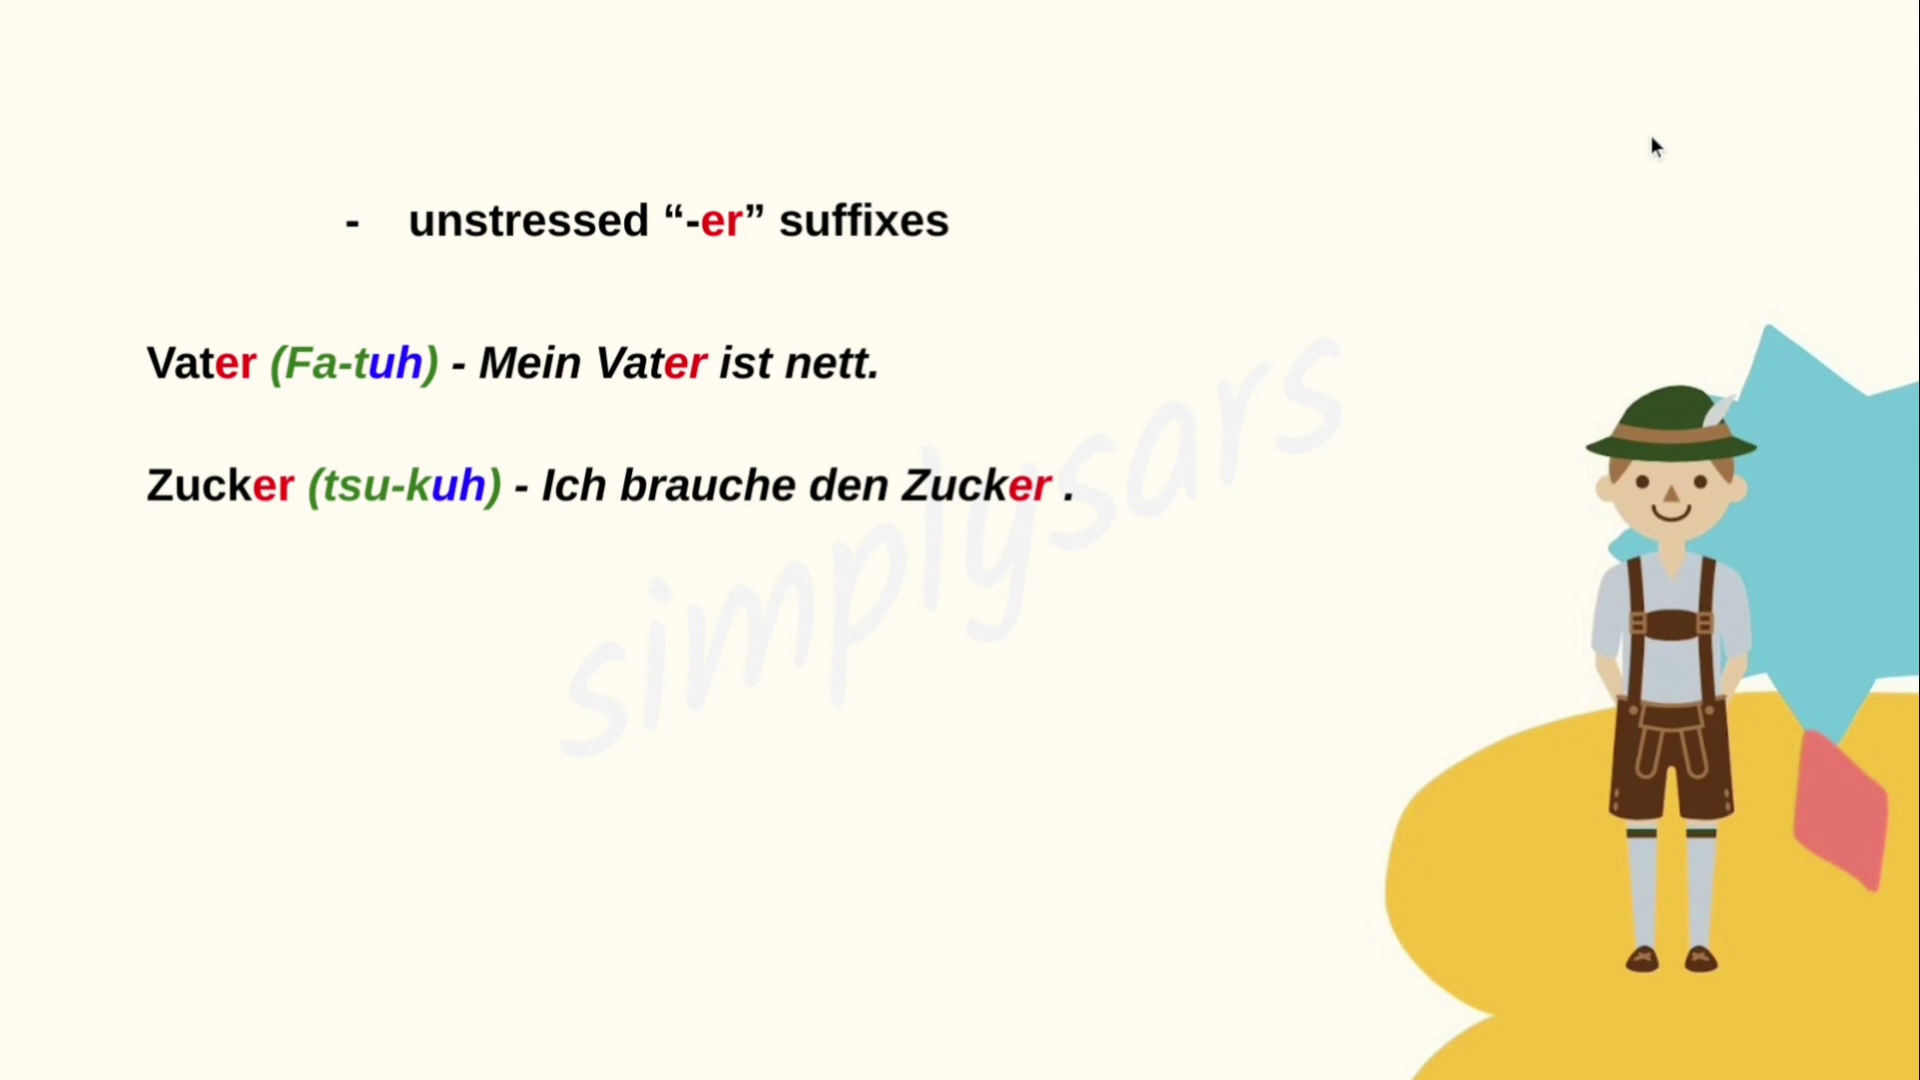 - unstressed “-er” suffixes
Vater (Fa-tuh) - Mein Vater ist nett.
Zucker (tsu-kuh) - Ich brauche den Zucker .
simplysars